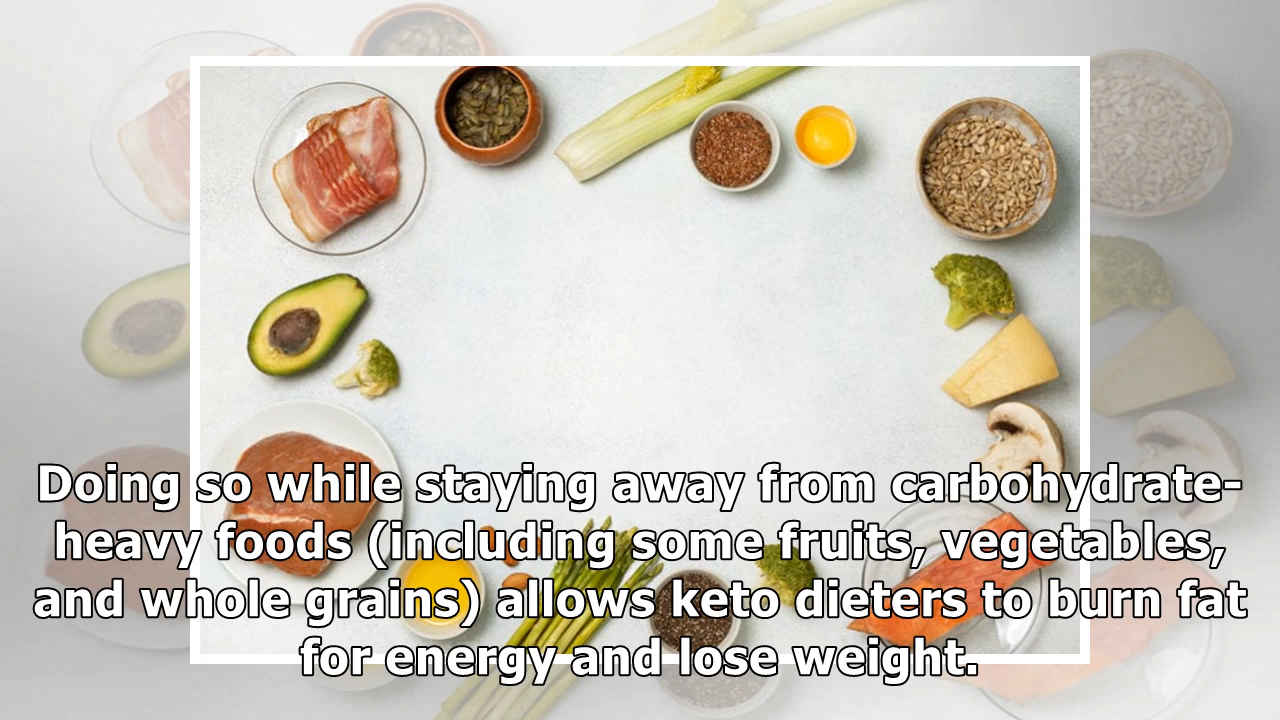 Doing so while staying away from carbohydrate-
heavy foods (including some fruits, vegetables,
and whole grains) allows keto dieters to burn fat
for energy and lose weight.